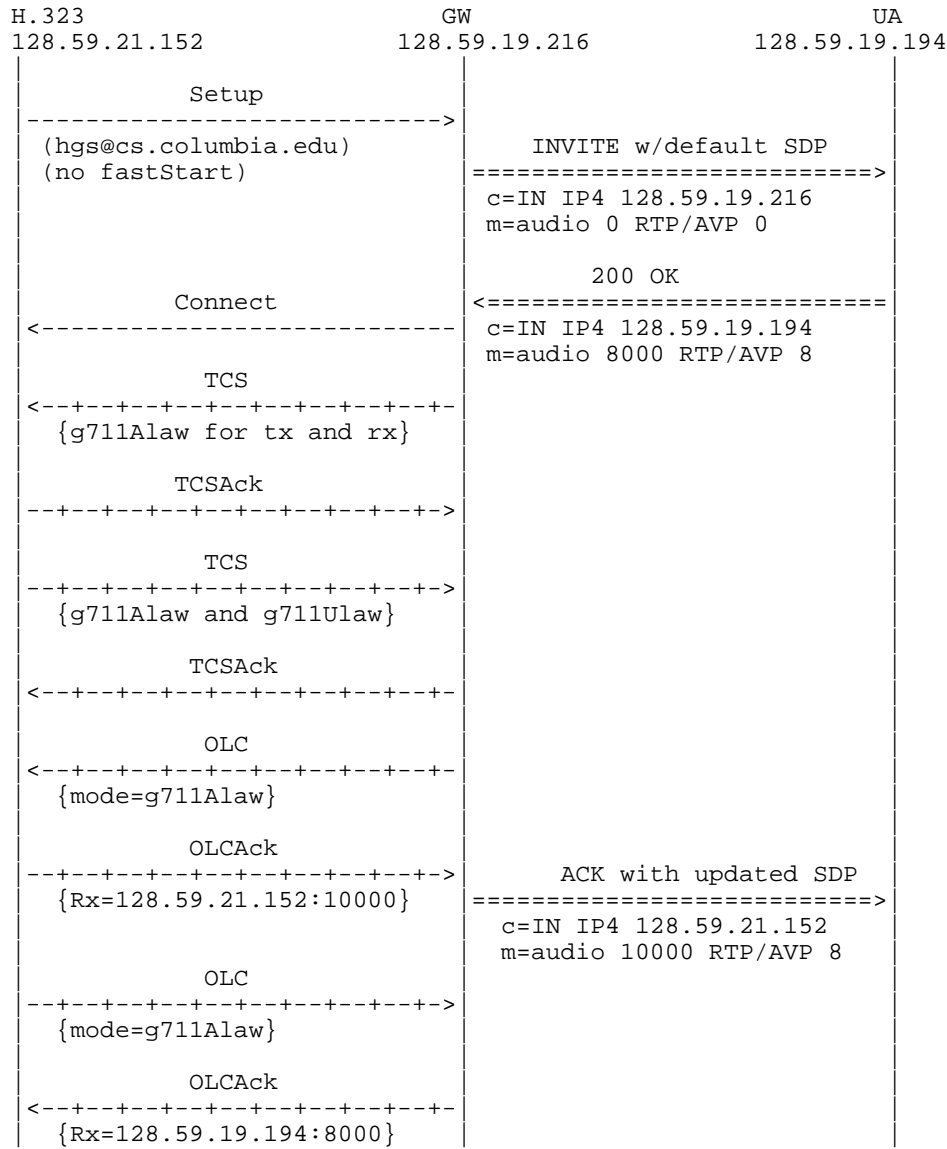 H.323 GW UA
128.59.21.152 128.59.19.216 128.59.19.194
Setup
(hgs@cs.columbia.edu) INVITE w/default SDP
(no fastStart)
c=IN IP4 128.59.19.216
m=audio 0 RTP/AVP 0
200 OK
Connect
c=IN IP4 128.59.19.194
m=audio 8000 RTP/AVP 8
TCS
{g711Alaw for tx and rx}
TCSAck
TCS
{g711Alaw and g711Ulaw}
TCSAck
OLC
{mode=g711Alaw}
OLCAck
ACK with updated SDP
{Rx=128.59.21.152:10000}
c=IN IP4 128.59.21.152
m=audio 10000 RTP/AVP 8
OLC
{mode=g711Alaw}
OLCAck
{Rx=128.59.19.194:8000}